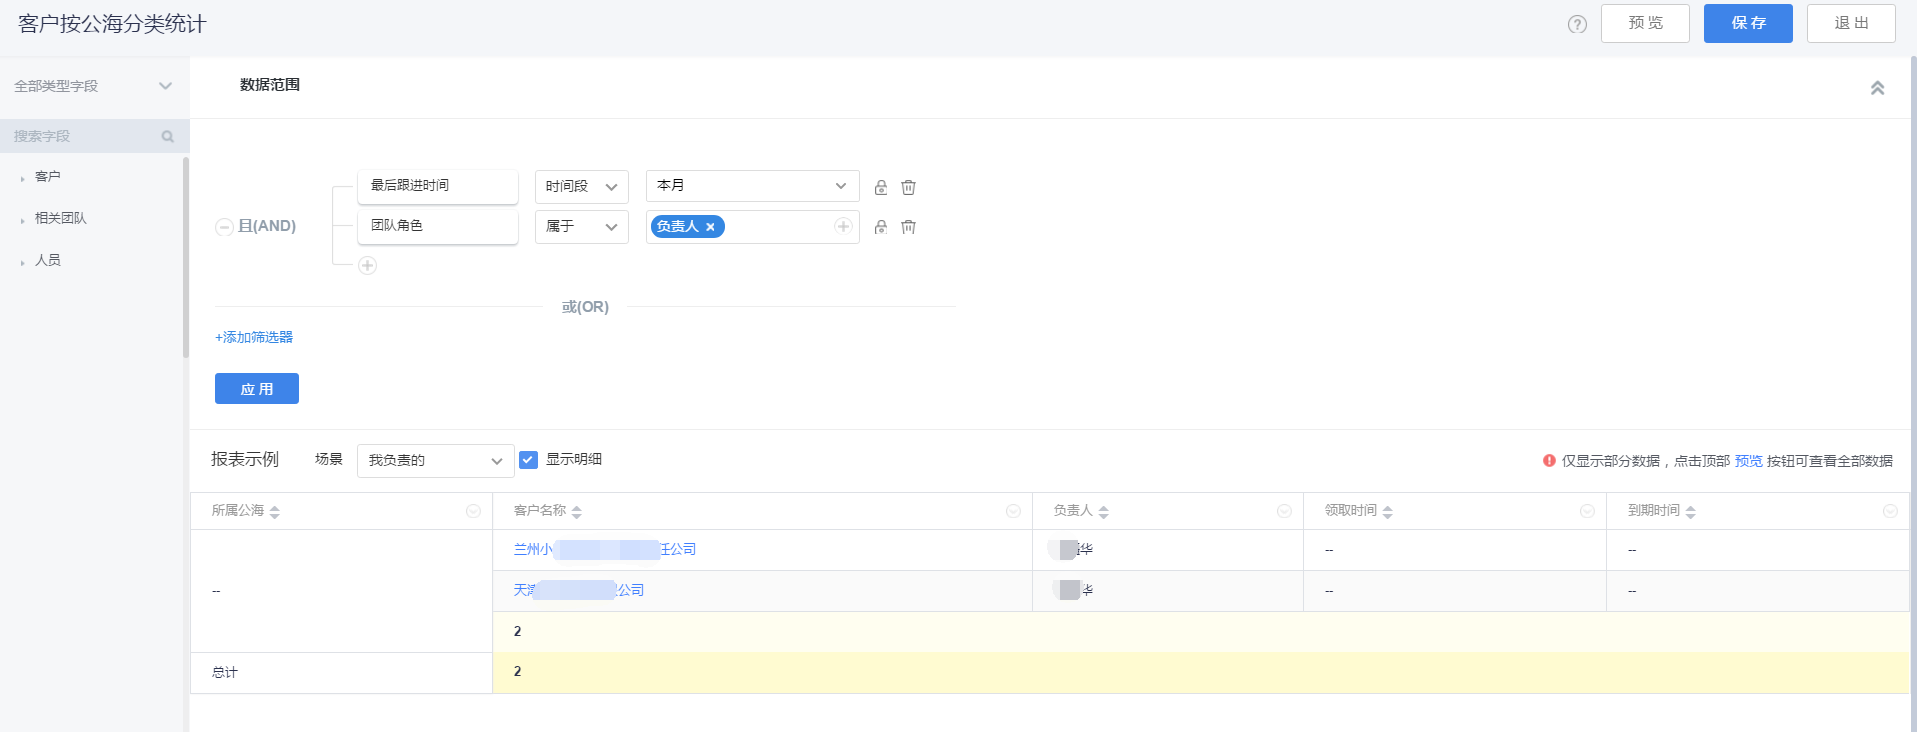 客户按公海分类统计
? 预览 保存 退出
全部类型字段
搜索字段
客户
相关团队
人员
数据范围
且(AND)
最后跟进时间 时间段 本月
团队角色 属于 负责人 ×
或(OR)
+添加筛选器
应用
报表示例 场景 我负责的 显示明细 仅显示部分数据，点击顶部 预览 按钮可查看全部数据
所属公海 客户名称 负责人 领取时间 到期时间
兰州小 公司 华 -- --
--
天 公司 -- --
2
总计 2